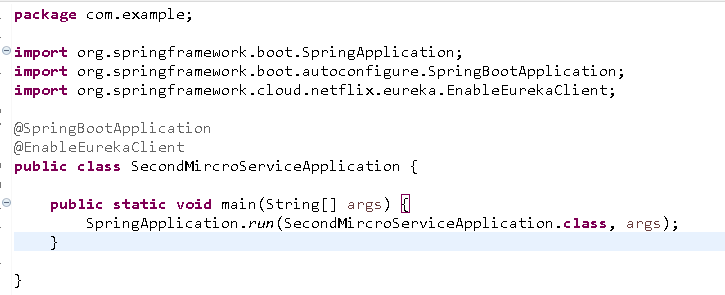 package com.example;
import org.springframework.boot.SpringApplication;
import org.springframework.boot.autoconfigure.SpringBootApplication;
import org.springframework.cloud.netflix.eureka.EnableEurekaClient;
@SpringBootApplication
@EnableEurekaClient
public class SecondMircroServiceApplication {
public static void main(String[] args) {
SpringApplication.run(SecondMircroServiceApplication.class, args);
}
}